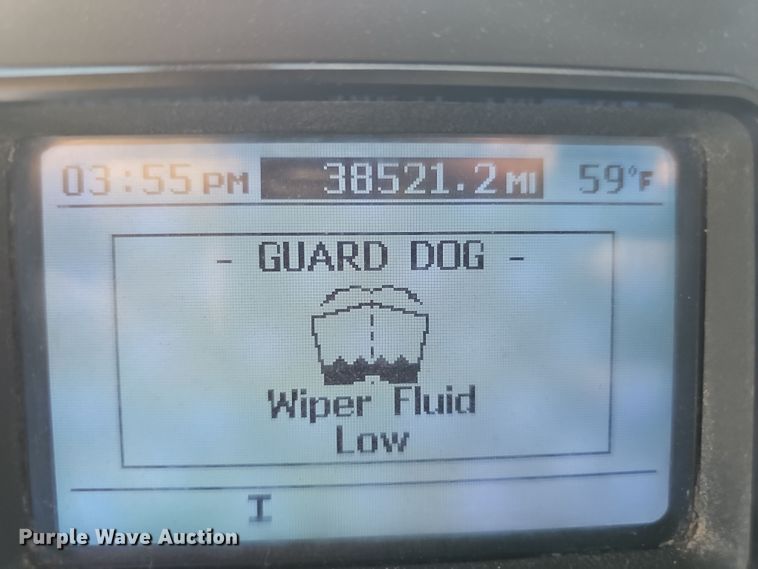 03:55 PM 38521.2 MI 59°F
- GUARD DOG -
Wiper Fluid
Low
I
Purple Wave Auction